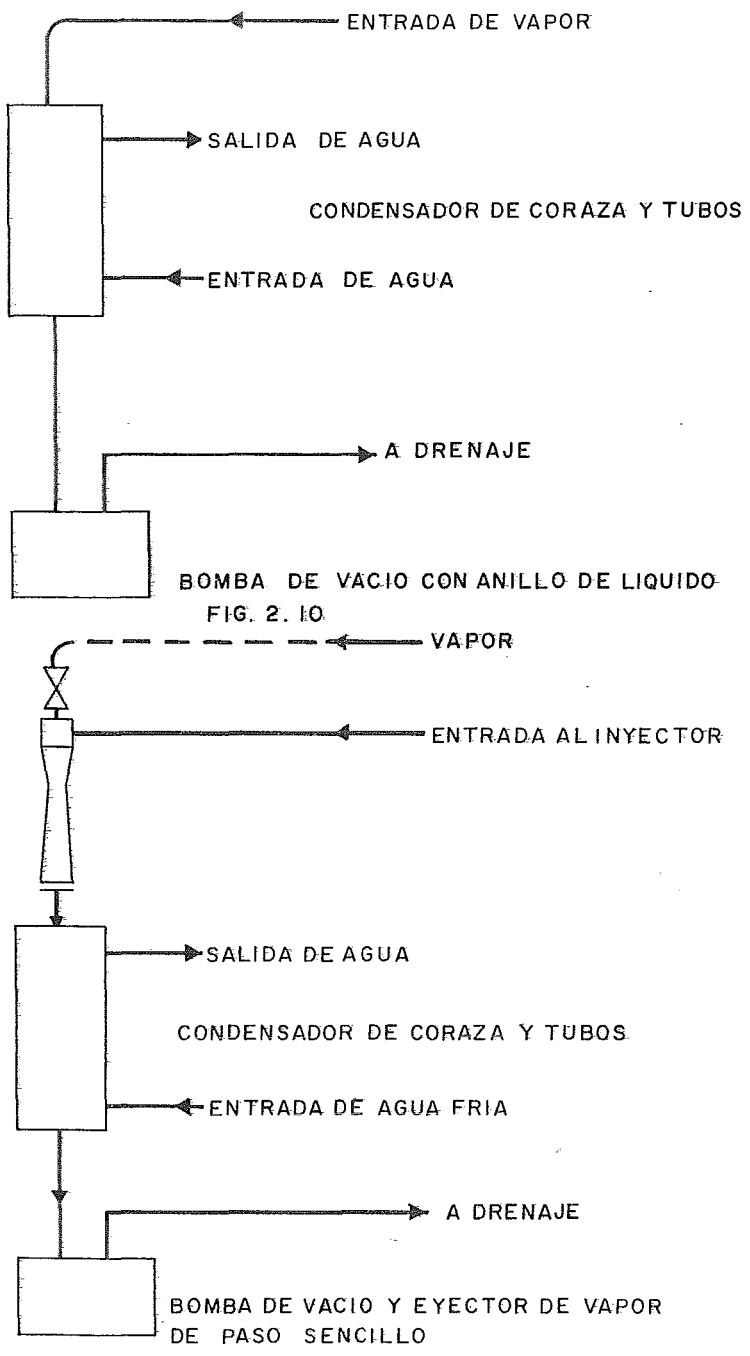 ENTRADA DE VAPOR
SALIDA DE AGUA
CONDENSADOR DE CORAZA Y TUBOS
ENTRADA DE AGUA
A DRENAJE
BOMBA DE VACIO CON ANILLO DE LIQUIDO
FIG. 2.10
VAPOR
ENTRADA AL INYECTOR
SALIDA DE AGUA
CONDENSADOR DE CORAZA Y TUBOS
ENTRADA DE AGUA FRIA
A DRENAJE
BOMBA DE VACIO Y EYECTOR DE VAPOR
DE PASO SENCILLO